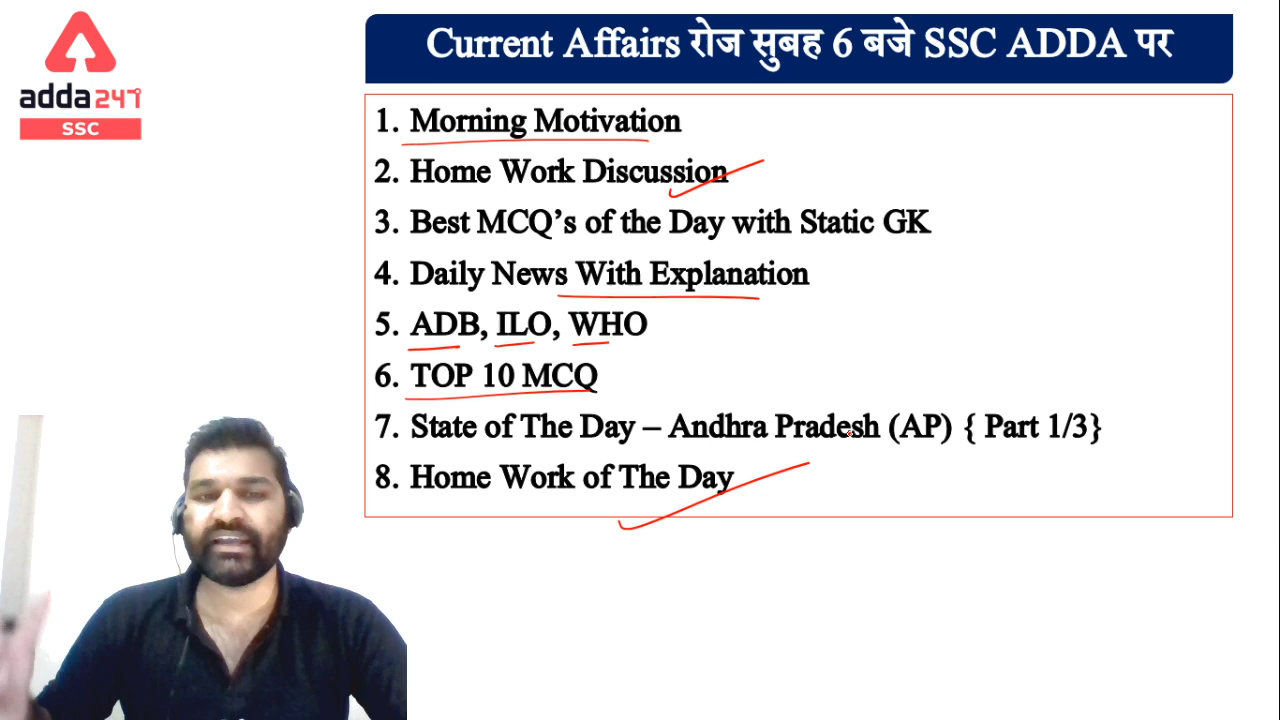 adda247
SSC
Current Affairs रोज सुबह 6 बजे SSC ADDA पर
1. Morning Motivation
2. Home Work Discussion
3. Best MCQ’s of the Day with Static GK
4. Daily News With Explanation
5. ADB, ILO, WHO
6. TOP 10 MCQ
7. State of The Day – Andhra Pradesh (AP) { Part 1/3}
8. Home Work of The Day